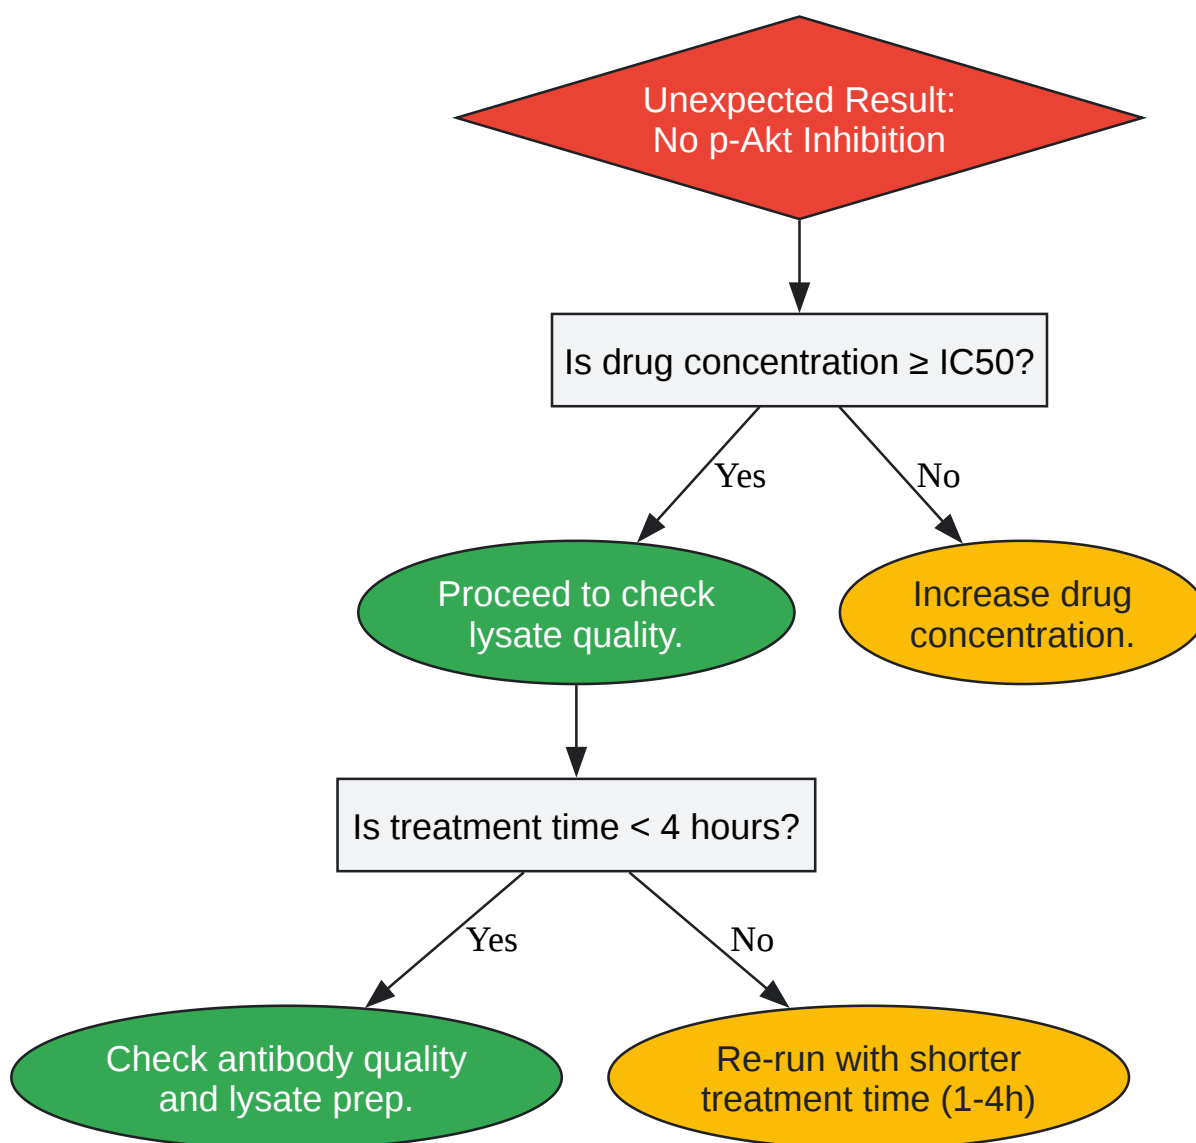 Unexpected Result:
No p-Akt Inhibition
Is drug concentration ≥ IC50?
Yes
No
Proceed to check
lysate quality.
Increase drug
concentration.
Is treatment time < 4 hours?
Yes
No
Check antibody quality
and lysate prep.
Re-run with shorter
treatment time (1-4h)